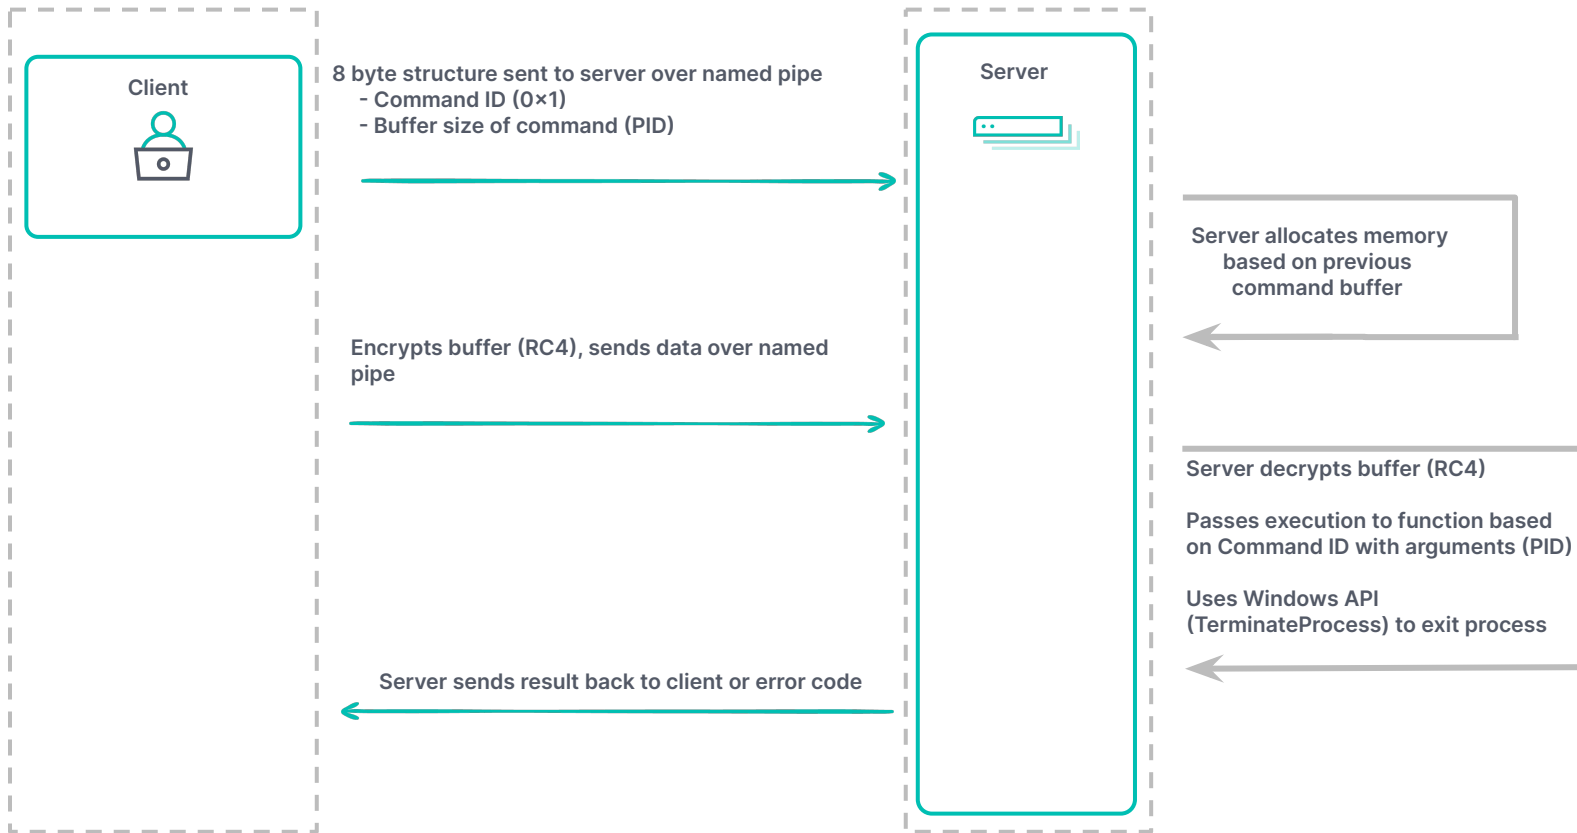 Client
8 byte structure sent to server over named pipe
- Command ID (0×1)
- Buffer size of command (PID)
Server
Server allocates memory
based on previous
command buffer
Encrypts buffer (RC4), sends data over named
pipe
Server decrypts buffer (RC4)
Passes execution to function based
on Command ID with arguments (PID)
Uses Windows API
(TerminateProcess) to exit process
Server sends result back to client or error code